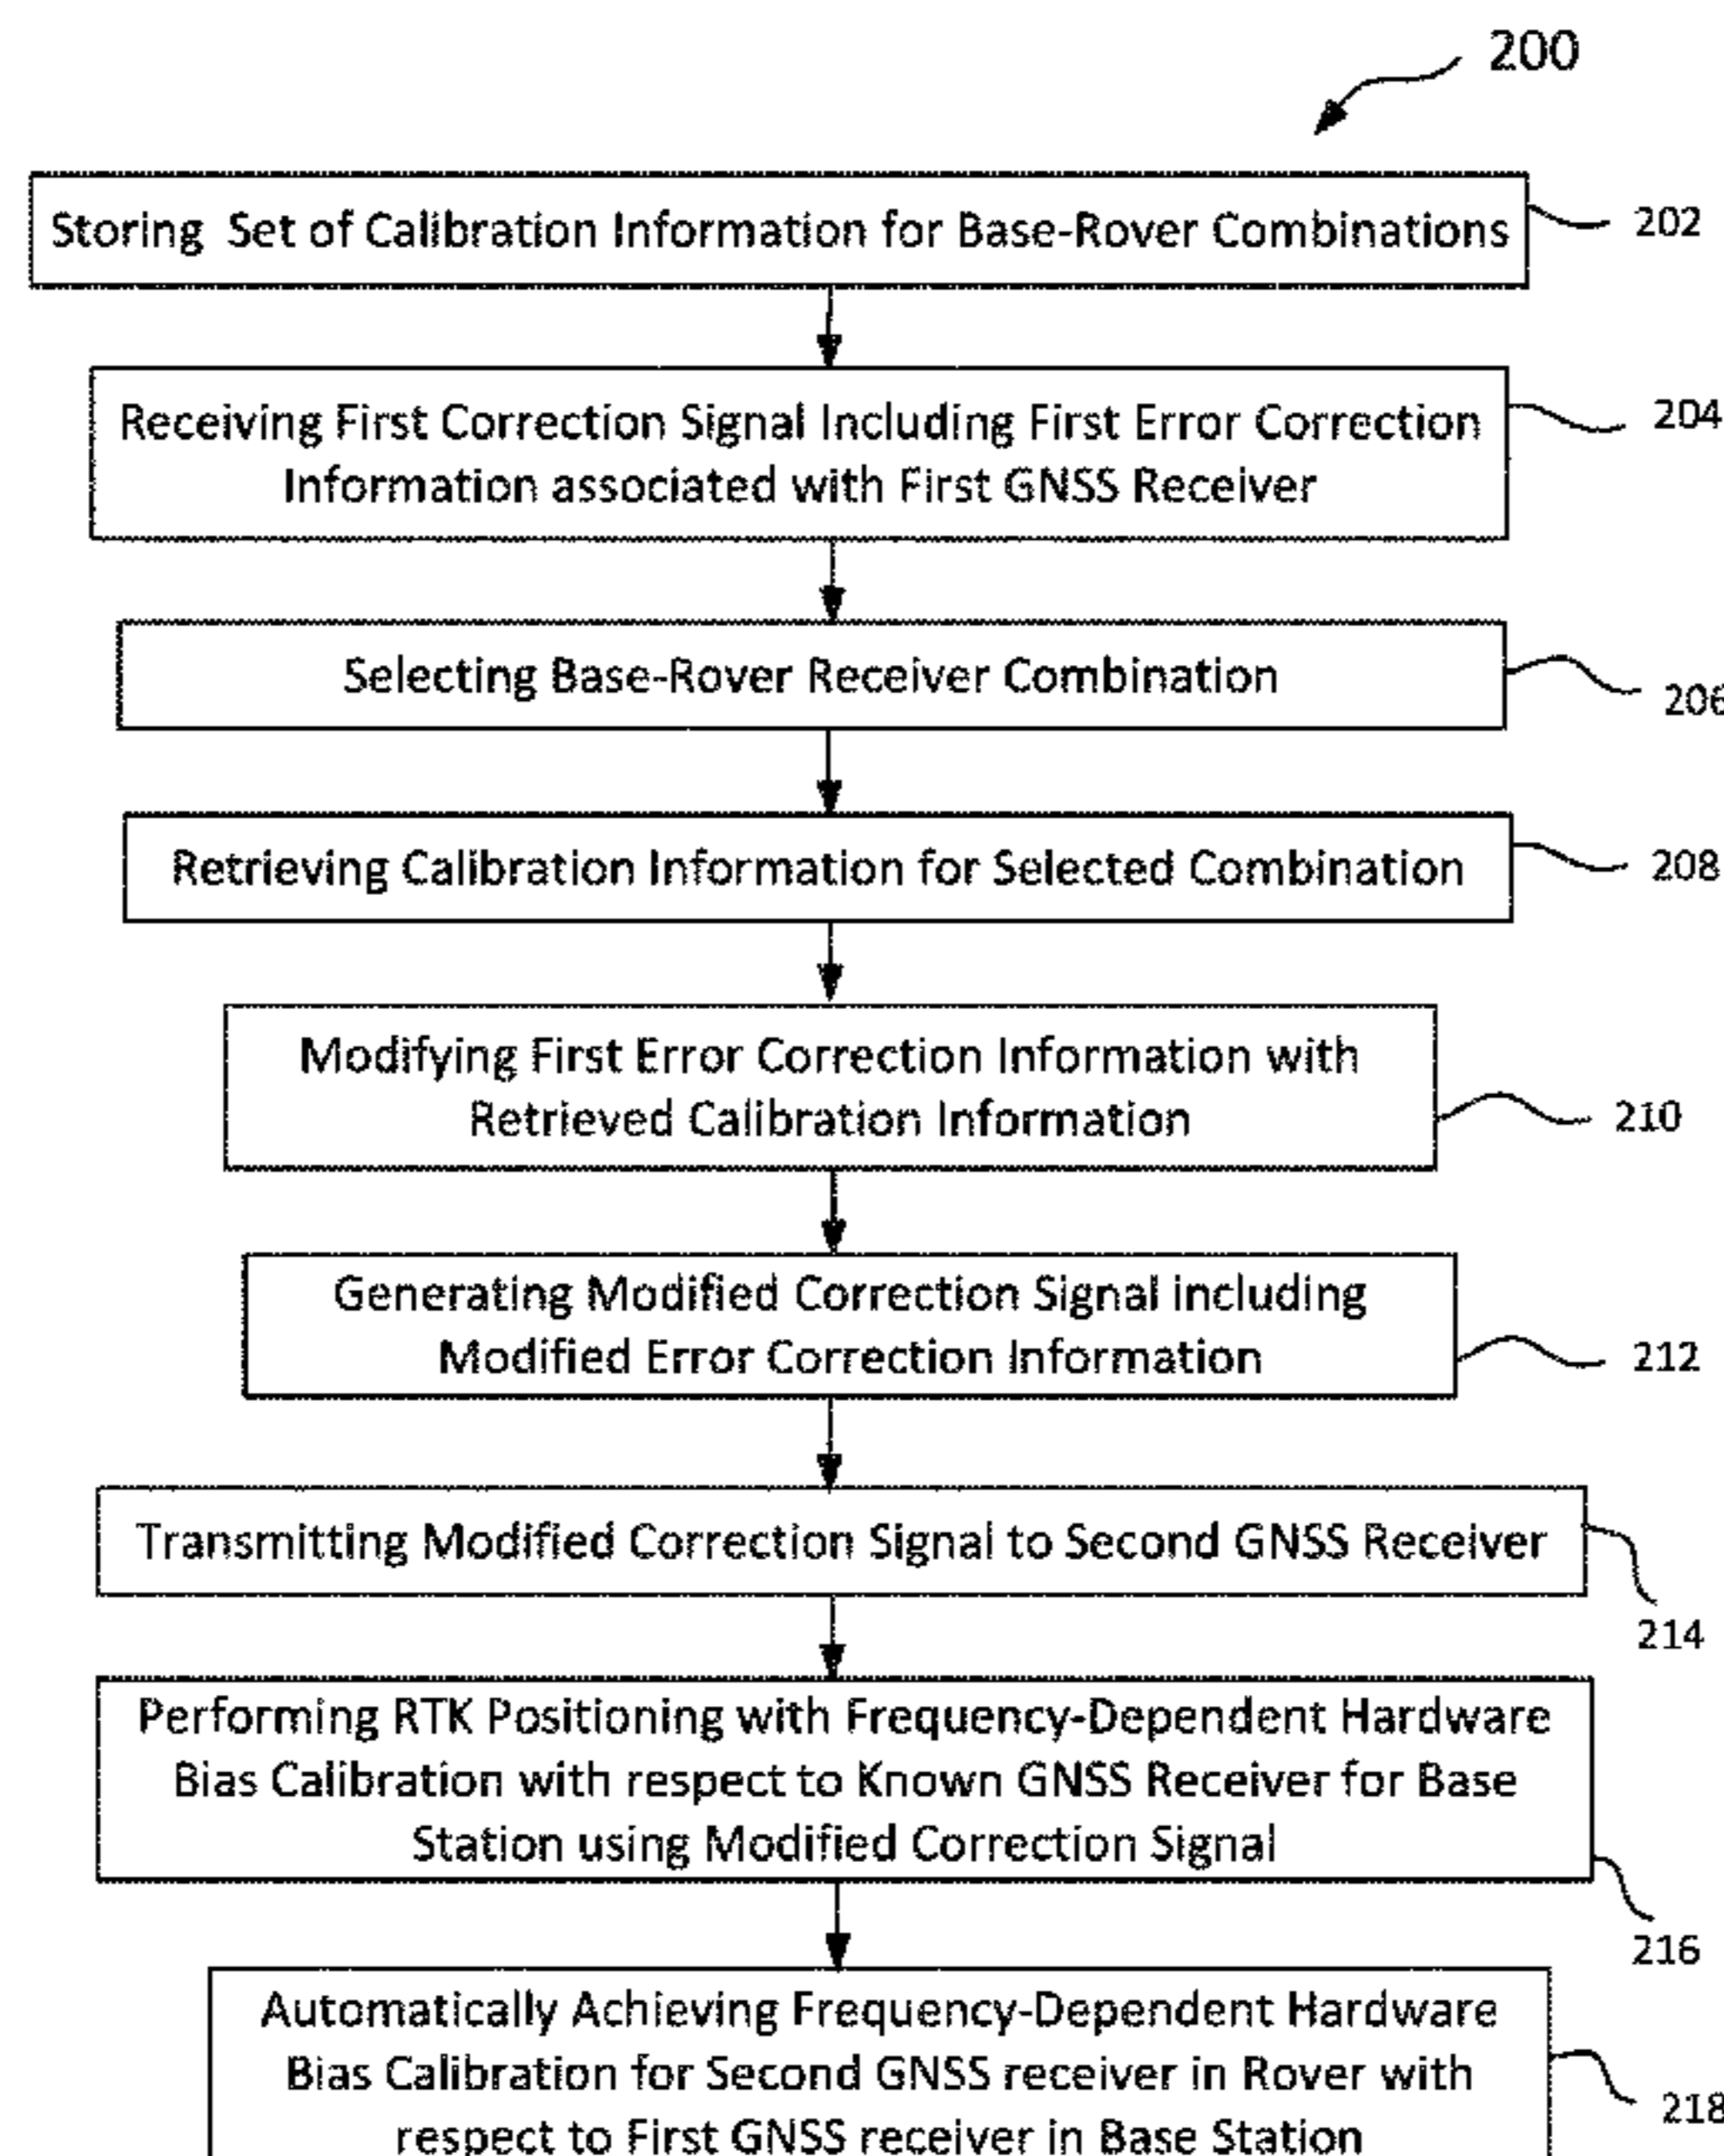 200
Storing Set of Calibration Information for Base-Rover Combinations
202
Receiving First Correction Signal Including First Error Correction
Information associated with First GNSS Receiver
204
Selecting Base-Rover Receiver Combination
206
Retrieving Calibration Information for Selected Combination
208
Modifying First Error Correction Information with
Retrieved Calibration Information
210
Generating Modified Correction Signal including
Modified Error Correction Information
212
Transmitting Modified Correction Signal to Second GNSS Receiver
214
Performing RTK Positioning with Frequency-Dependent Hardware
Bias Calibration with respect to Known GNSS Receiver for Base
Station using Modified Correction Signal
216
Automatically Achieving Frequency-Dependent Hardware
Bias Calibration for Second GNSS receiver in Rover with
respect to First GNSS receiver in Base Station
218